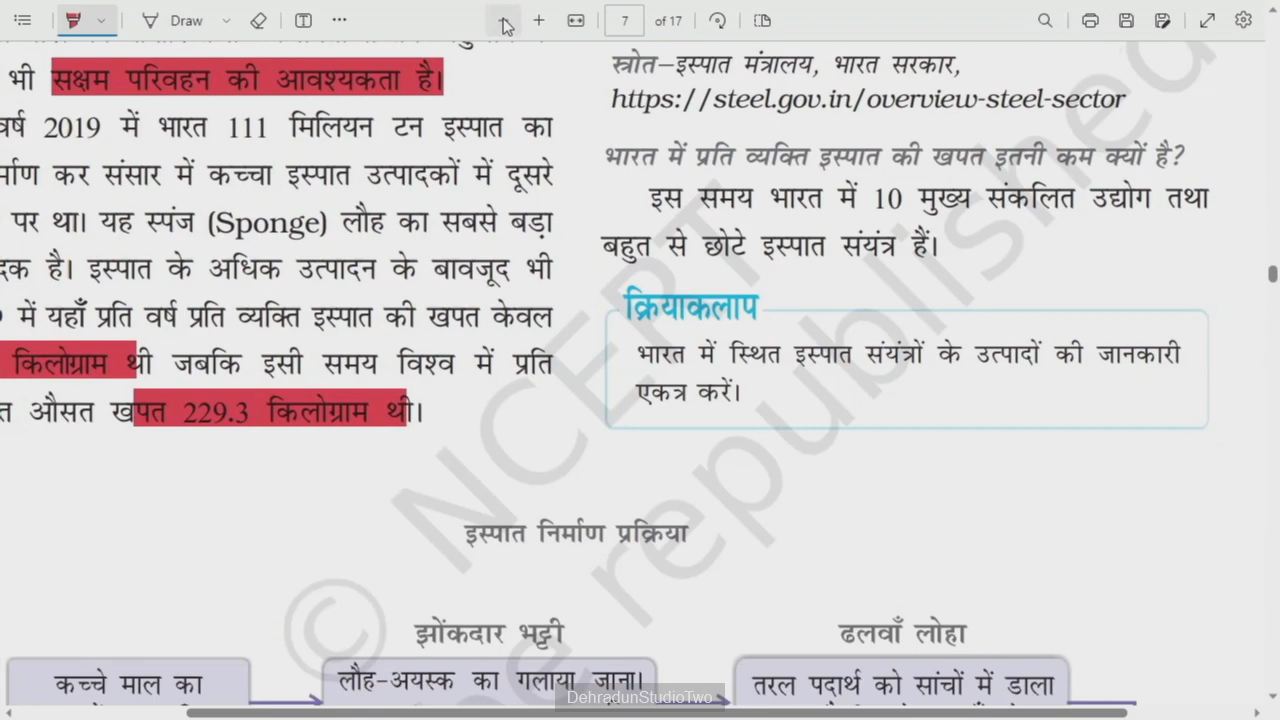 Draw
7 of 17
भी सक्षम परिवहन की आवश्यकता है।
वर्ष 2019 में भारत 111 मिलियन टन इस्पात का
कर संसार में कच्चा इस्पात उत्पादकों में दूसरे
पर था। यह स्पंज (Sponge) लौह का सबसे बड़ा
है। इस्पात के अधिक उत्पादन के बावजूद भी
में यहाँ प्रति वर्ष प्रति व्यक्ति इस्पात की खपत केवल
किलोग्राम थी जबकि इसी समय विश्व में प्रति
औसत खपत 229.3 किलोग्राम थी।
स्रोत–इस्पात मंत्रालय, भारत सरकार,
https://steel.gov.in/overview-steel-sector
भारत में प्रति व्यक्ति इस्पात की खपत इतनी कम क्यों है?
इस समय भारत में 10 मुख्य संकलित उद्योग तथा
बहुत से छोटे इस्पात संयंत्र हैं।
क्रियाकलाप
भारत में स्थित इस्पात संयंत्रों के उत्पादों की जानकारी
एकत्र करें।
इस्पात निर्माण प्रक्रिया
झोंकदार भट्टी
ढलवाँ लोहा
कच्चे माल का
लौह-अयस्क का गलाया जाना।
तरल पदार्थ को सांचों में डाला
© NCERT
be republished
DehradunStudioTwo